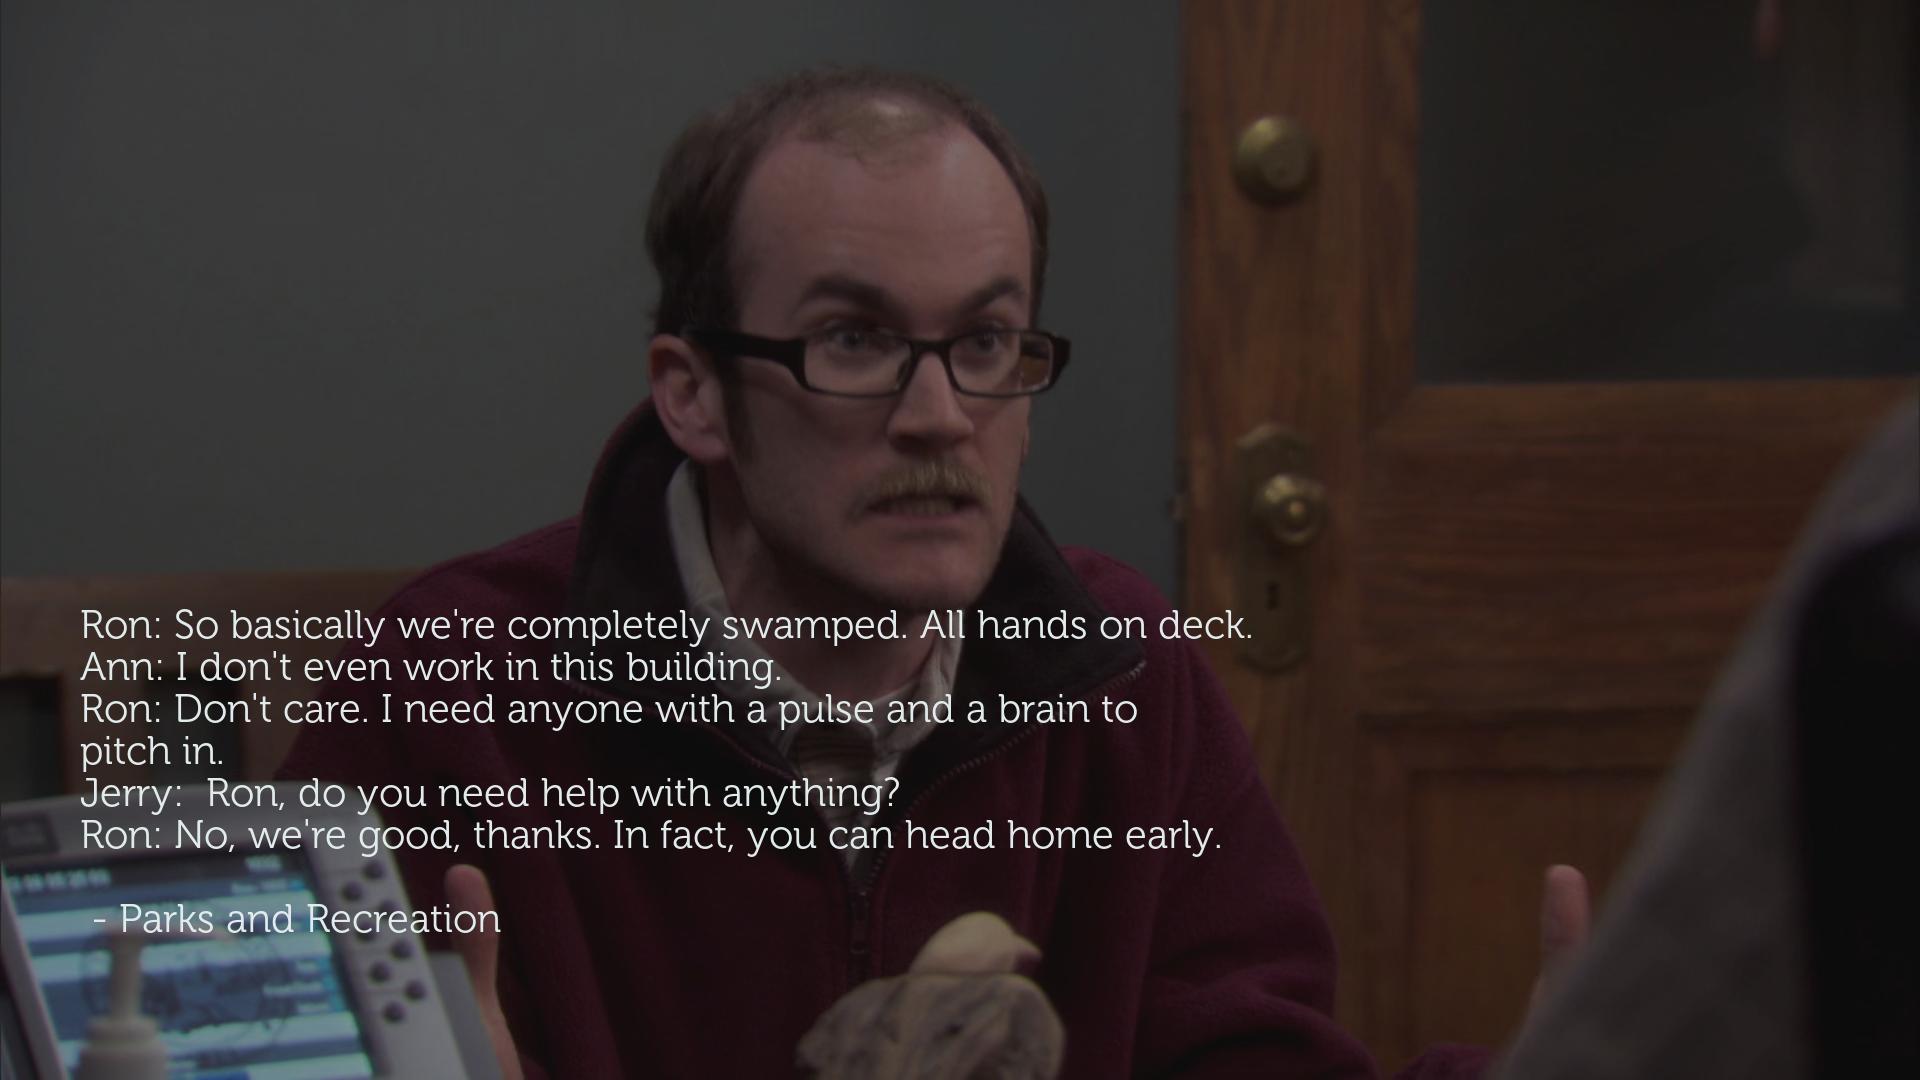 Ron: So basically we're completely swamped. All hands on deck.
Ann: I don't even work in this building.
Ron: Don't care. I need anyone with a pulse and a brain to
pitch in.
Jerry:  Ron, do you need help with anything?
Ron: No, we're good, thanks. In fact, you can head home early.
- Parks and Recreation